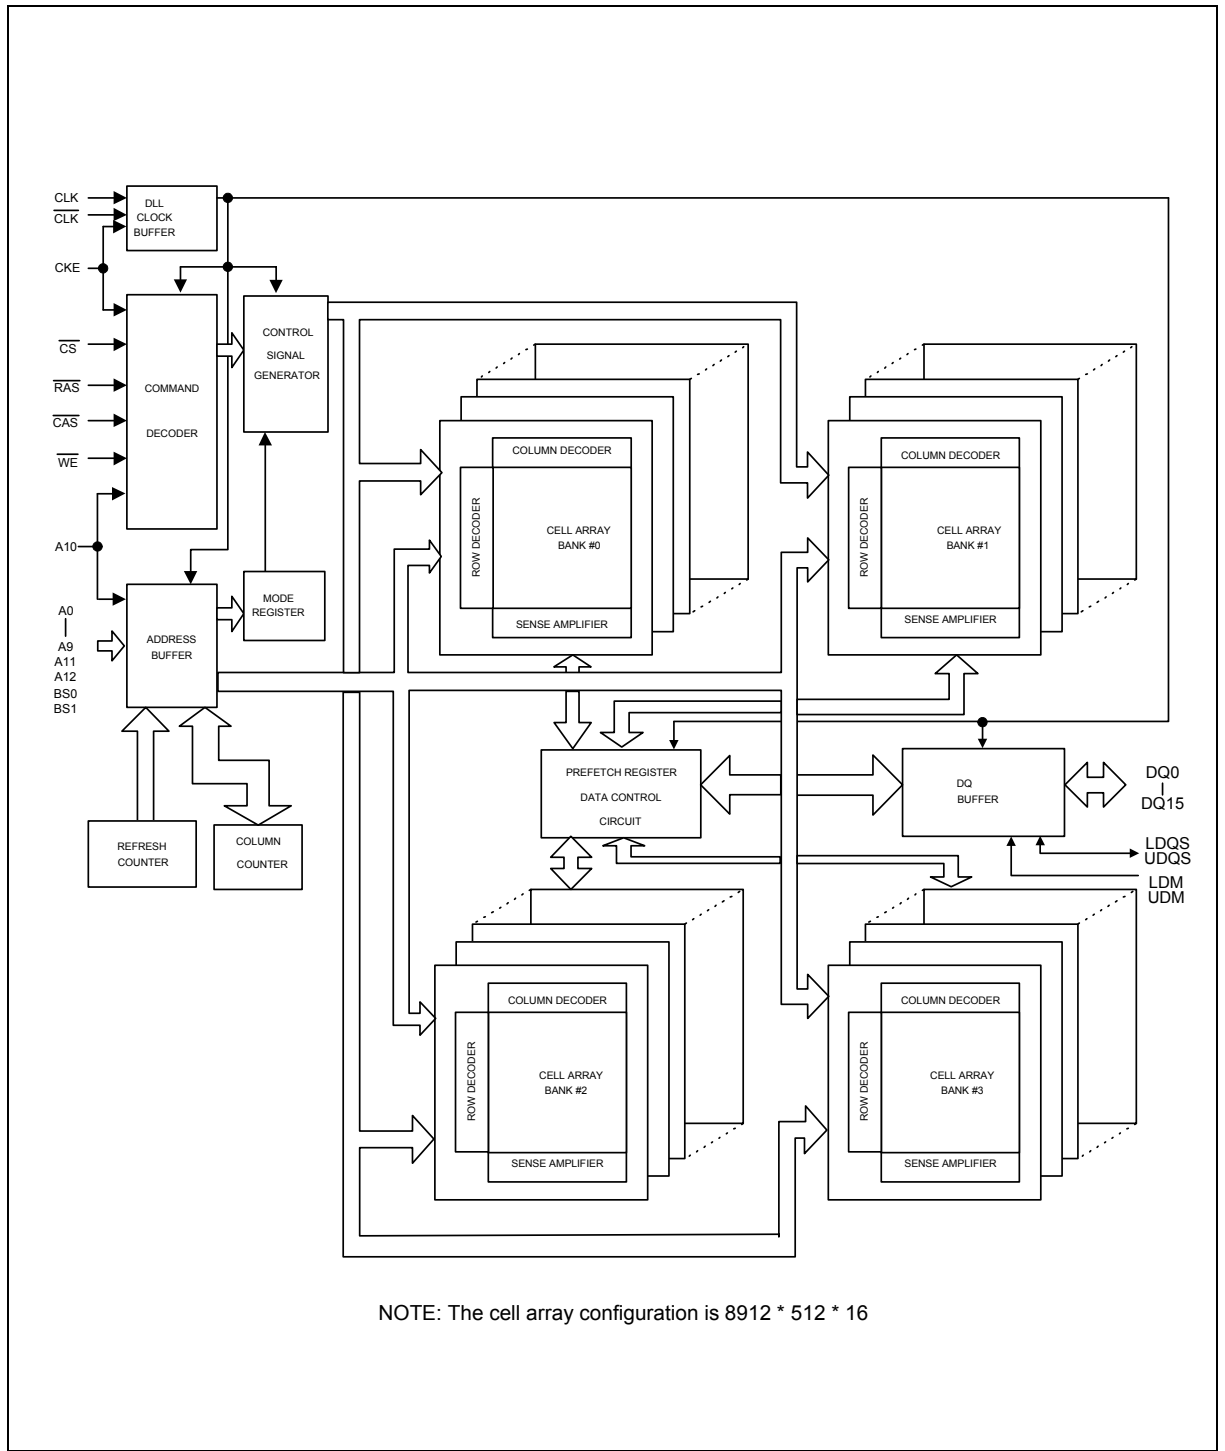 CLK
CLK
CKE
CS
RAS
CAS
WE
A10
A0
A9
A11
A12
BS0
BS1
DLL
CLOCK
BUFFER
COMMAND
DECODER
CONTROL
SIGNAL
GENERATOR
MODE
REGISTER
ADDRESS
BUFFER
REFRESH
COUNTER
COLUMN
COUNTER
COLUMN DECODER
ROW DECODER
CELL ARRAY
BANK #0
SENSE AMPLIFIER
COLUMN DECODER
ROW DECODER
CELL ARRAY
BANK #1
SENSE AMPLIFIER
PREFETCH REGISTER
DATA CONTROL
CIRCUIT
DQ
BUFFER
DQ0
DQ15
LDQS
UDQS
LDM
UDM
COLUMN DECODER
ROW DECODER
CELL ARRAY
BANK #2
SENSE AMPLIFIER
COLUMN DECODER
ROW DECODER
CELL ARRAY
BANK #3
SENSE AMPLIFIER
NOTE: The cell array configuration is 8912 * 512 * 16